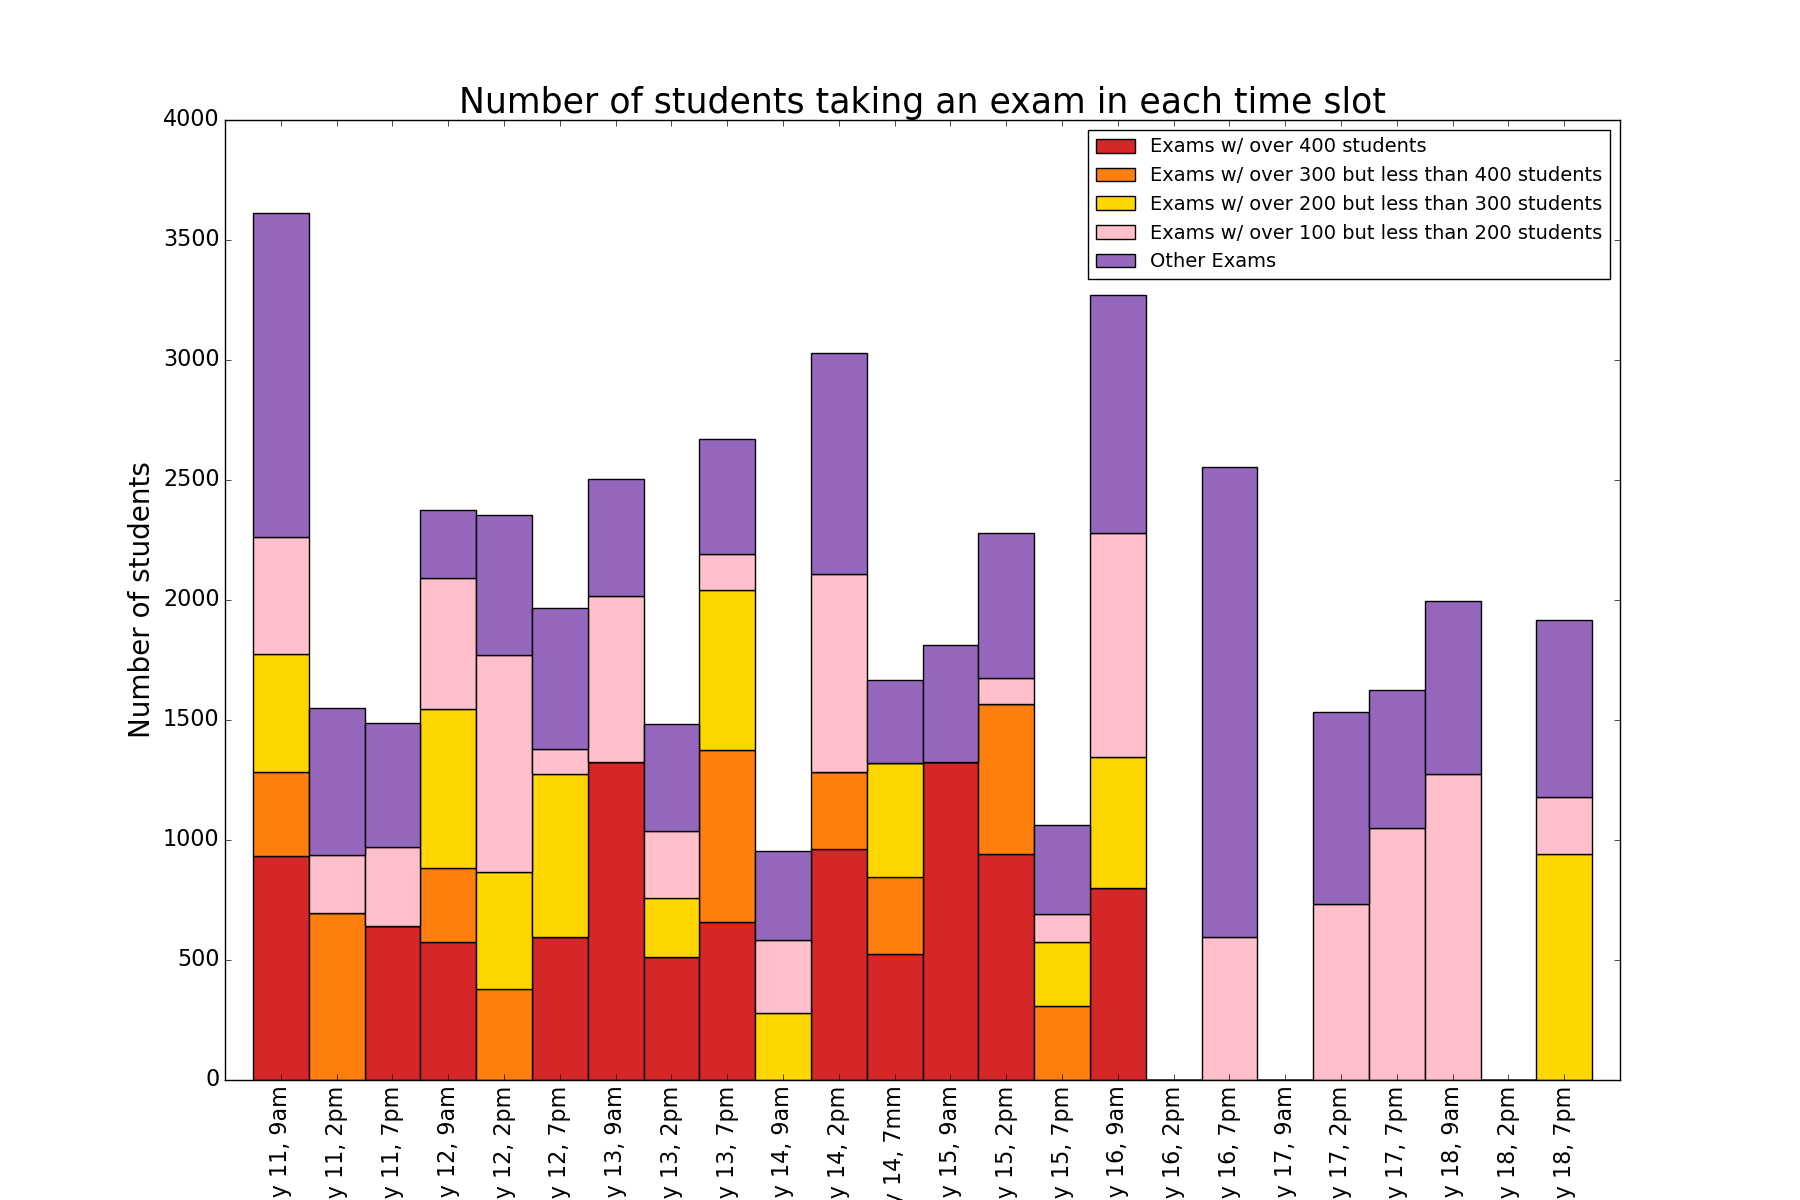 Number of students taking an exam in each time slot
Exams w/ over 400 students
Exams w/ over 300 but less than 400 students
Exams w/ over 200 but less than 300 students
Exams w/ over 100 but less than 200 students
Other Exams
Number of students
4000
3500
3000
2500
2000
1500
1000
500
0
y 11, 9am
y 11, 2pm
y 11, 7pm
y 12, 9am
y 12, 2pm
y 12, 7pm
y 13, 9am
y 13, 2pm
y 13, 7pm
y 14, 9am
y 14, 2pm
y 14, 7mm
y 15, 9am
y 15, 2pm
y 15, 7pm
y 16, 9am
y 16, 2pm
y 16, 7pm
y 17, 9am
y 17, 2pm
y 17, 7pm
y 18, 9am
y 18, 2pm
y 18, 7pm